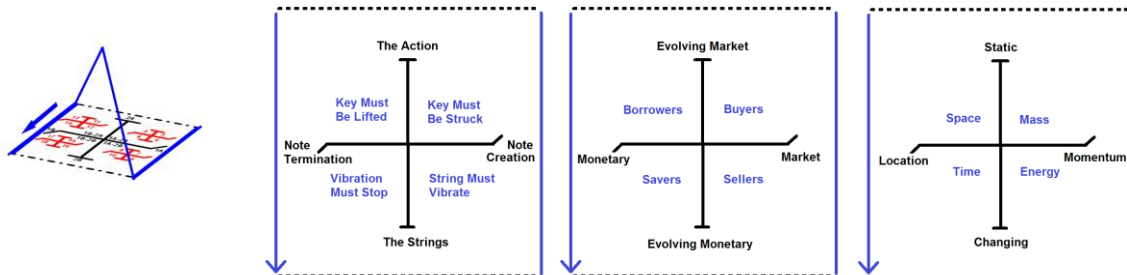 The Action
Key Must
Be Lifted
Key Must
Be Struck
Note
Termination
Note
Creation
Vibration
Must Stop
String Must
Vibrate
The Strings
Evolving Market
Borrowers
Buyers
Monetary
Market
Savers
Sellers
Evolving Monetary
Static
Space
Mass
Location
Momentum
Time
Energy
Changing